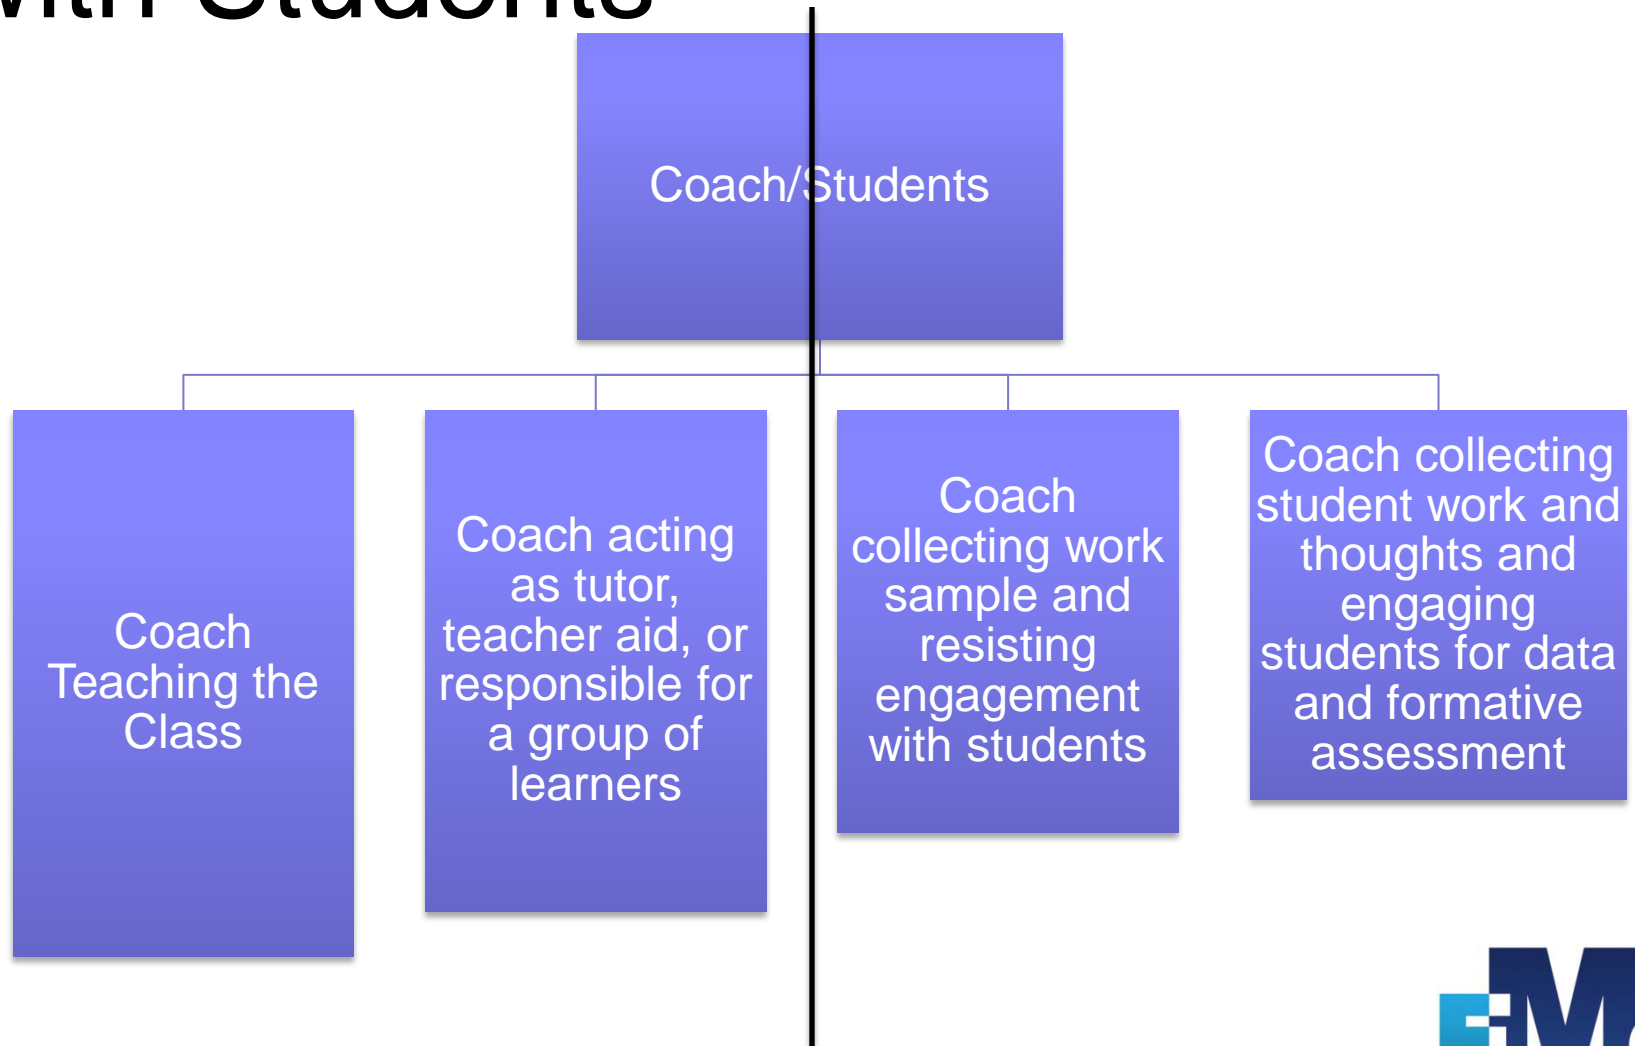 with Students
Coach/Students
Coach
Teaching the
Class
Coach acting
as tutor,
teacher aid, or
responsible for
a group of
learners
Coach
collecting work
sample and
resisting
engagement
with students
Coach collecting
student work and
thoughts and
engaging
students for data
and formative
assessment